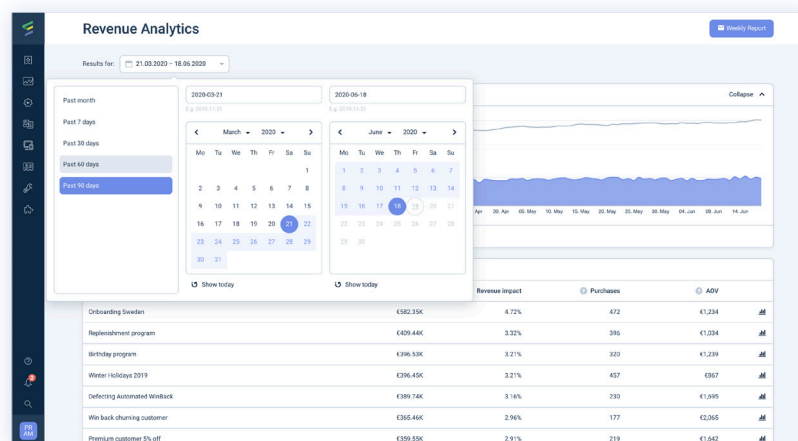 Revenue Analytics
Weekly Report
Results for: 21.03.2020 – 18.06.2020
Collapse
Past month
Past 7 days
Past 30 days
Past 60 days
Past 90 days
2020-03-21
E.g. 2019-11-21
2020-06-18
E.g. 2019-11-21
March 2020
Mo Tu We Th Fr Sa Su
1
2 3 4 5 6 7 8
9 10 11 12 13 14 15
16 17 18 19 20 21 22
23 24 25 26 27 28 29
30 31
Show today
June 2020
Mo Tu We Th Fr Sa Su
1 2 3 4 5 6 7
8 9 10 11 12 13 14
15 16 17 18 19 20 21
22 23 24 25 26 27 28
29 30
Show today
Apr 20. Apr 05. May 10. May 15. May 20. May 25. May 30. May 04. Jun 09. Jun 14. Jun
Revenue impact Purchases AOV
Onboarding Sweden €582.35K 4.72% 472 €1,234
Replenishment program €409.44K 3.32% 396 €1,034
Birthday program €396.53K 3.21% 320 €1,239
Winter Holidays 2019 €396.45K 3.21% 457 €867
Defecting Automated WinBack €389.74K 3.16% 230 €1,695
Win back churning customer €365.46K 2.96% 177 €2,065
Premium customer 5% off €359.55K 2.91% 219 €1,642
PR
AM